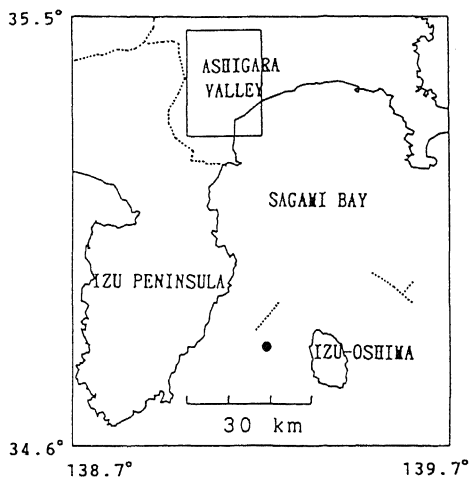 35.5°
ASHIGARA
VALLEY
SAGAMI BAY
IZU PENINSULA
IZU-OSHIMA
30 km
34.6°
138.7°
139.7°